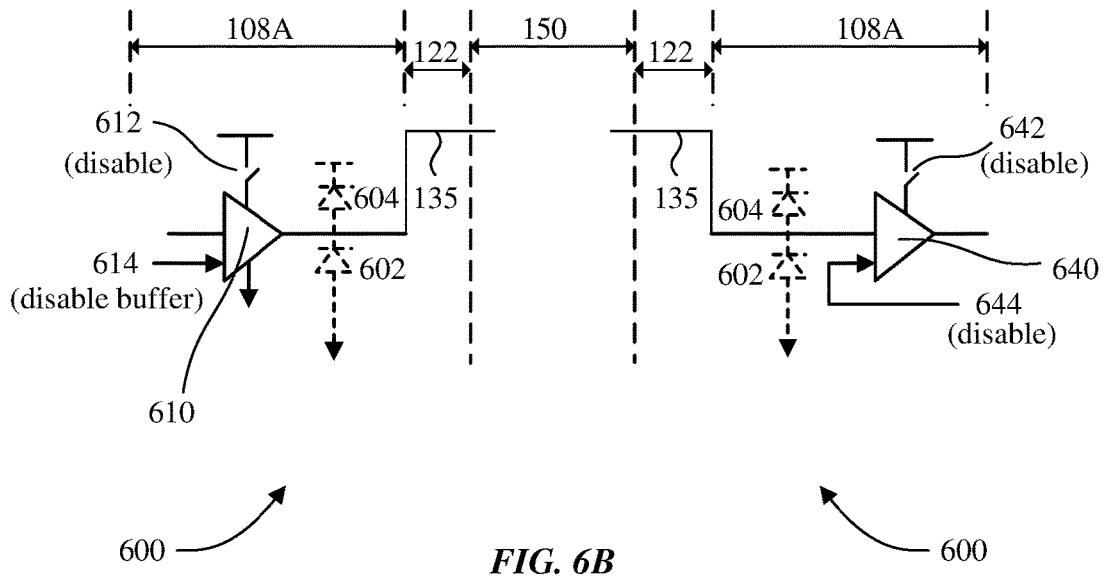 108A 150 108A
122 122
612
(disable)
642
(disable)
604 135 135 604
614
(disable buffer)
602 602 640
644
(disable)
610
600 600
FIG. 6B